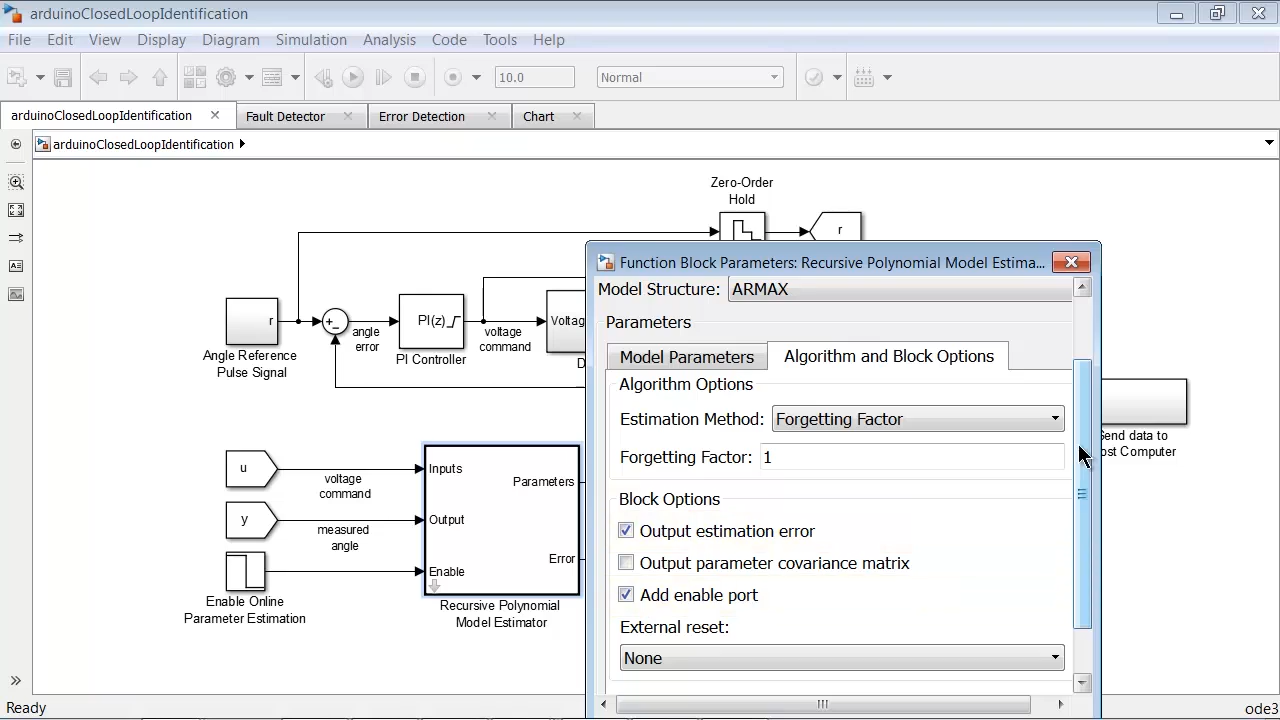 arduinoClosedLoopIdentification
File Edit View Display Diagram Simulation Analysis Code Tools Help
10.0 Normal
arduinoClosedLoopIdentification Fault Detector Error Detection Chart
arduinoClosedLoopIdentification
Zero-Order
Hold
r
Function Block Parameters: Recursive Polynomial Model Estima...
Model Structure: ARMAX
Parameters
Model Parameters Algorithm and Block Options
Algorithm Options
Estimation Method: Forgetting Factor
Forgetting Factor: 1
Block Options
Output estimation error
Output parameter covariance matrix
Add enable port
External reset:
None
r
Angle Reference
Pulse Signal
+
_
angle
error
PI(z)
PI Controller
voltage
command
Voltag
D
u
voltage
command
y
measured
angle
Enable Online
Parameter Estimation
Inputs
Output
Enable
Parameters
Error
Recursive Polynomial
Model Estimator
Send data to
ost Computer
Ready
ode3